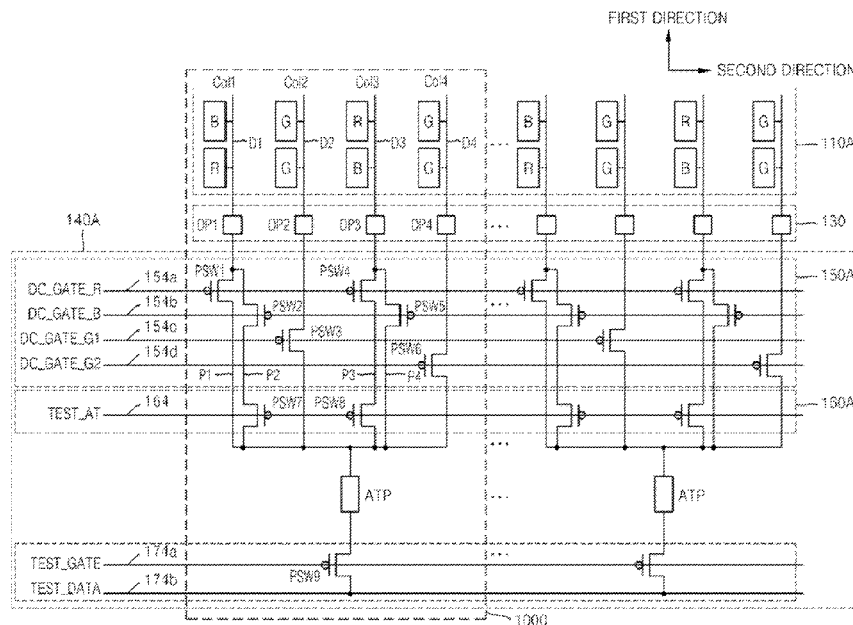 FIRST DIRECTION
SECOND DIRECTION
Col1 Col2 Col3 Col4
B G R G B G R G
D1 D2 D3 D4
... 110A
R G B G R G B G
140A
DP1 DP2 DP3 DP4 ... 130
PSW1 PSW4 150A
DC_GATE_R 154a
DC_GATE_B 154b PSW2 PSW5 ...
DC_GATE_G1 154c PSW3
DC_GATE_G2 154d PSW6
P1 P2 P3 P4
TEST_AT 164 PSW7 PSW8 160A
...
ATP ... ATP
TEST_GATE 174a ...
PSW9
TEST_DATA 174b
1000